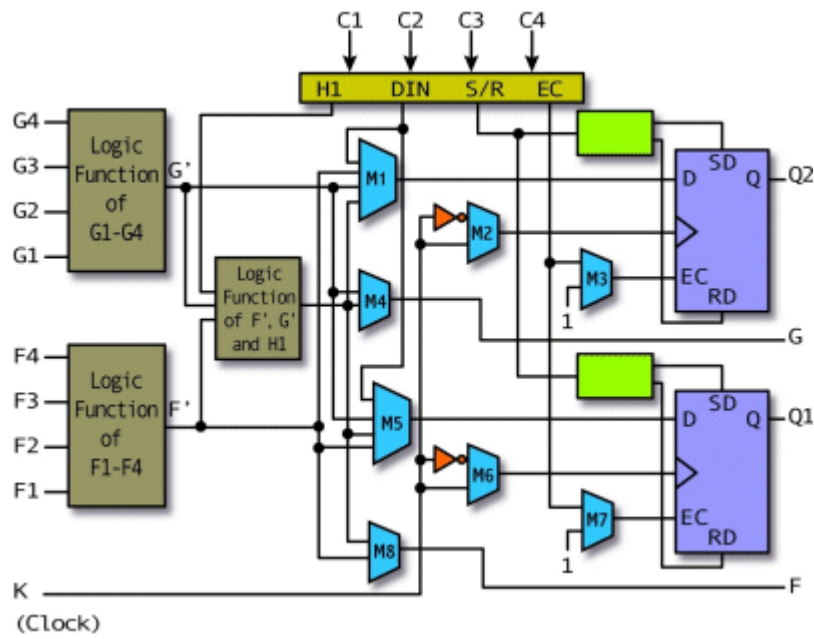 C1 C2 C3 C4
H1 DIN S/R EC
G4
G3
G2
G1
Logic
Function
of
G1-G4
G’
M1
SD
D Q
Q2
M2
EC
RD
M3
1
Logic
Function
of F’, G’
and H1
M4
G
F4
F3
F2
F1
Logic
Function
of
F1-F4
F’
M5
SD
D Q
Q1
M6
EC
RD
M7
1
M8
F
K
(Clock)